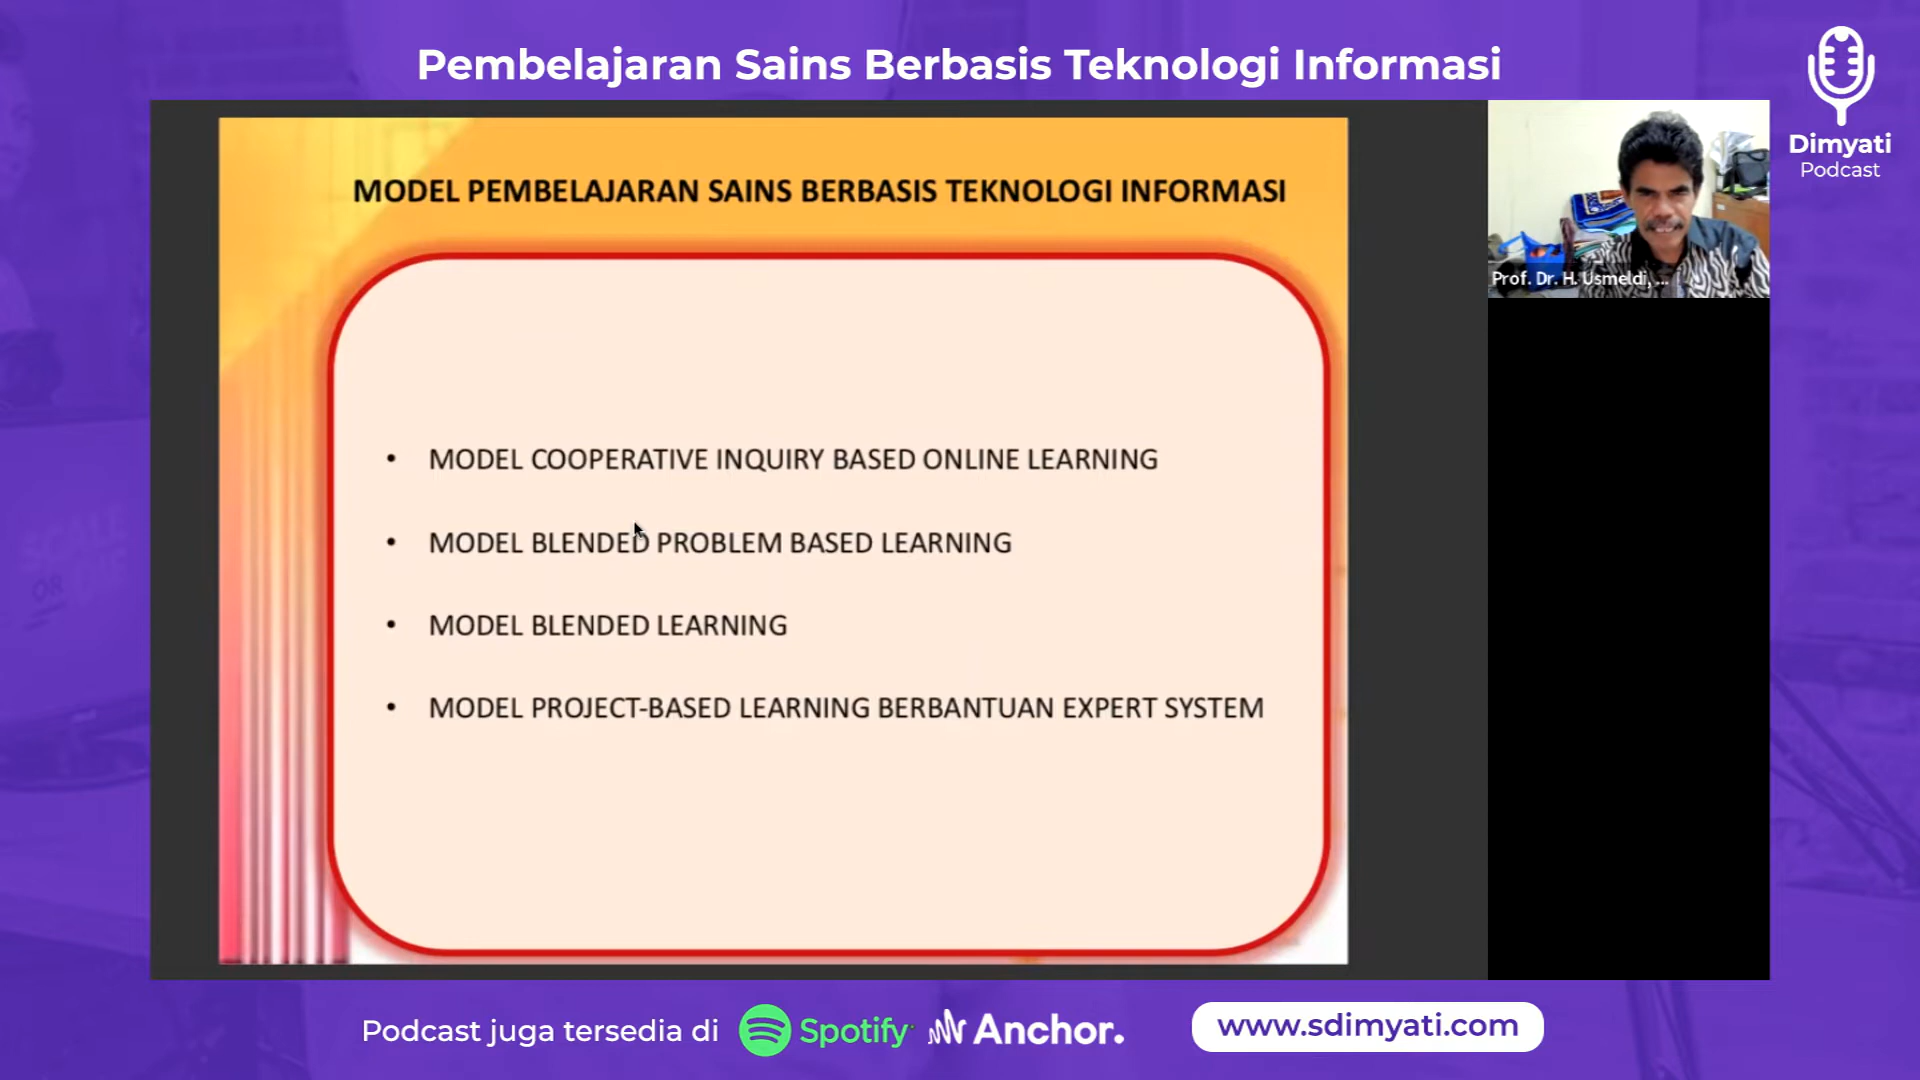 Pembelajaran Sains Berbasis Teknologi Informasi
Dimyati
Podcast
MODEL PEMBELAJARAN SAINS BERBASIS TEKNOLOGI INFORMASI
Prof. Dr. H. Usmeldi, ...
• MODEL COOPERATIVE INQUIRY BASED ONLINE LEARNING
• MODEL BLENDED PROBLEM BASED LEARNING
• MODEL BLENDED LEARNING
• MODEL PROJECT-BASED LEARNING BERBANTUAN EXPERT SYSTEM
SCALE
OR
Podcast juga tersedia di
Spotify
Anchor.
www.sdimyati.com